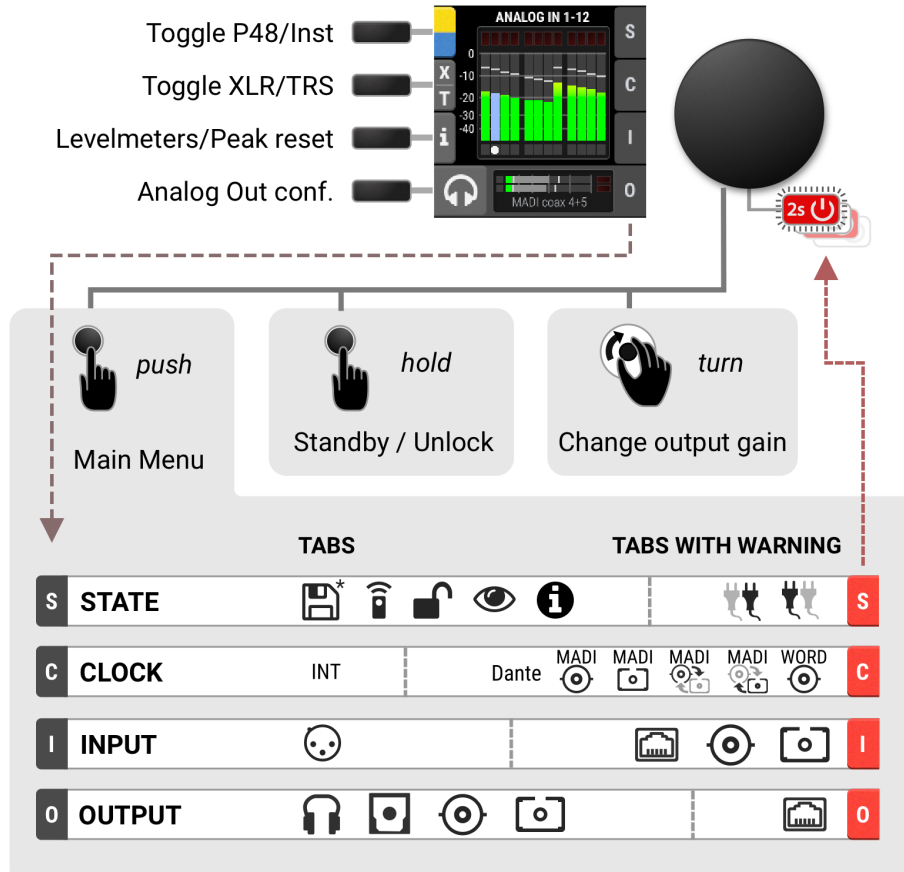 Toggle P48/Inst
Toggle XLR/TRS
Levelmeters/Peak reset
Analog Out conf.
ANALOG IN 1-12
0
-10
-20
-30
-40
X
T
i
S
C
I
O
MADI coax 4+5
2s
push
Main Menu
hold
Standby / Unlock
turn
Change output gain
TABS
TABS WITH WARNING
S STATE * i S
C CLOCK INT Dante MADI MADI MADI MADI WORD C
I INPUT I
O OUTPUT O